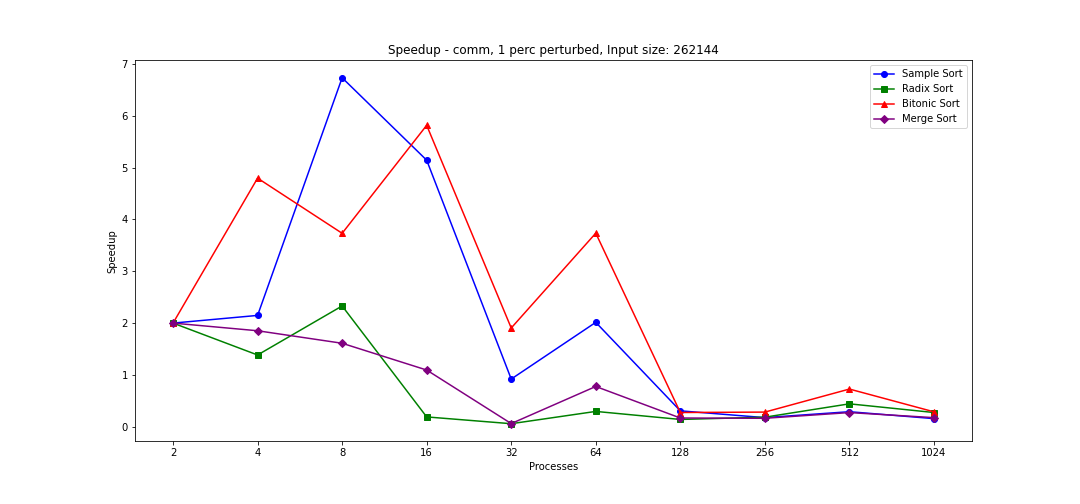 Speedup - comm, 1 perc perturbed, Input size: 262144
Sample Sort
Radix Sort
Bitonic Sort
Merge Sort
Speedup
7
6
5
4
3
2
1
0
2 4 8 16 32 64 128 256 512 1024
Processes